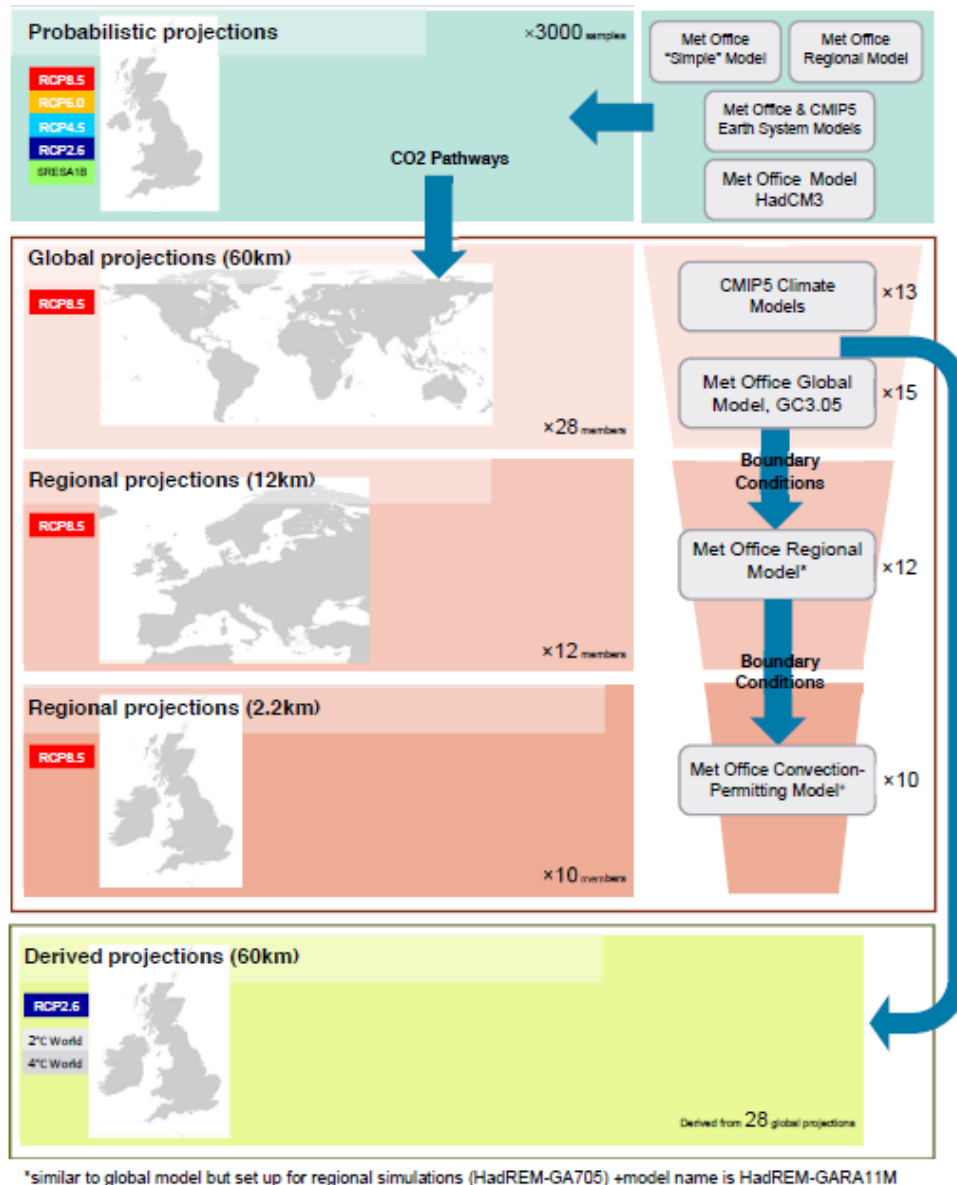 Probabilistic projections
×3000 samples
RCP8.5
RCP6.0
RCP4.5
RCP2.6
SRESA1B
CO2 Pathways
Met Office
"Simple" Model
Met Office
Regional Model
Met Office & CMIP5
Earth System Models
Met Office Model
HadCM3
Global projections (60km)
RCP8.5
×28 members
CMIP5 Climate
Models
×13
Met Office Global
Model, GC3.05
×15
Boundary
Conditions
Regional projections (12km)
RCP8.5
×12 members
Met Office Regional
Model*
×12
Boundary
Conditions
Regional projections (2.2km)
RCP8.5
×10 members
Met Office Convection-
Permitting Model+
×10
Derived projections (60km)
RCP2.6
2°C World
4°C World
Derived from 28 global projections
*similar to global model but set up for regional simulations (HadREM-GA705) +model name is HadREM-GARA11M